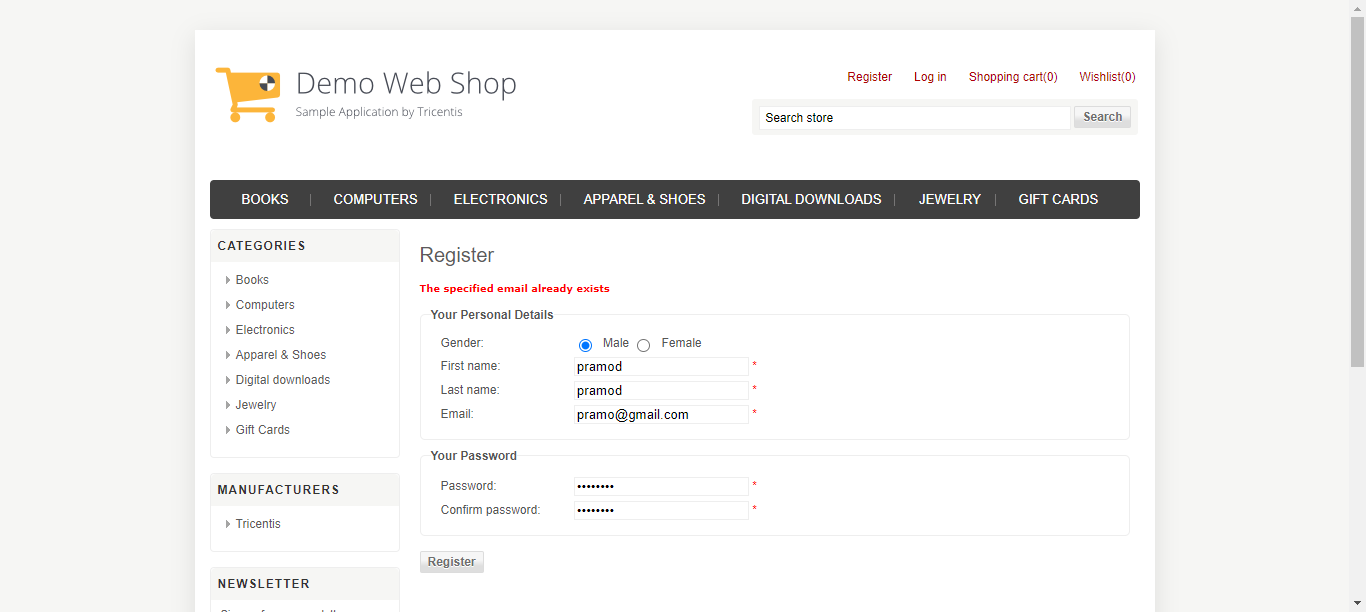 Demo Web Shop
Sample Application by Tricentis
Register Log in Shopping cart(0) Wishlist(0)
Search store Search
BOOKS COMPUTERS ELECTRONICS APPAREL & SHOES DIGITAL DOWNLOADS JEWELRY GIFT CARDS
CATEGORIES
Books
Computers
Electronics
Apparel & Shoes
Digital downloads
Jewelry
Gift Cards
MANUFACTURERS
Tricentis
NEWSLETTER
Register
The specified email already exists
Your Personal Details
Gender: Male Female
First name: pramod *
Last name: pramod *
Email: pramo@gmail.com *
Your Password
Password: •••••••• *
Confirm password: •••••••• *
Register